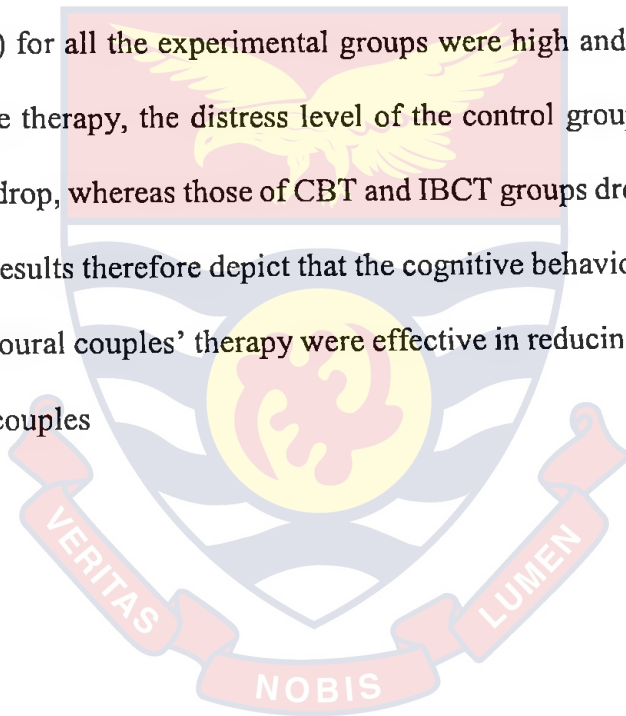 ) for all the experimental groups were high and
e therapy, the distress level of the control grou
drop, whereas those of CBT and IBCT groups dr
esults therefore depict that the cognitive behavio
oural couples’ therapy were effective in reducin
couples
VERITAS
NOBIS
LUMEN